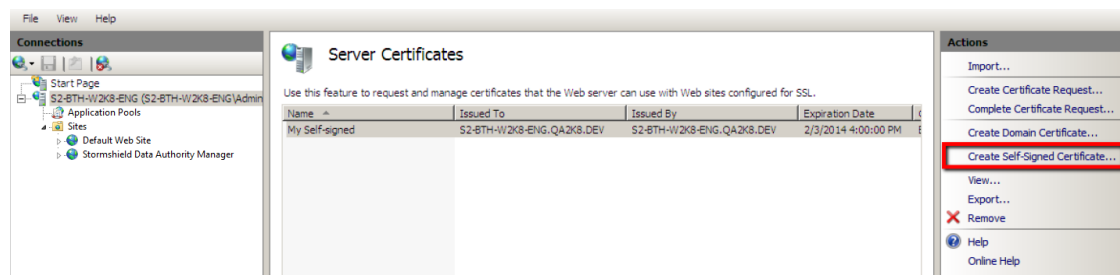 File View Help
Connections
Start Page
S2-BTH-W2K8-ENG (S2-BTH-W2K8-ENG\Admin
Application Pools
Sites
Default Web Site
Stormshield Data Authority Manager
Server Certificates
Use this feature to request and manage certificates that the Web server can use with Web sites configured for SSL.
Name Issued To Issued By Expiration Date
My Self-signed S2-BTH-W2K8-ENG.QA2K8.DEV S2-BTH-W2K8-ENG.QA2K8.DEV 2/3/2014 4:00:00 PM
Actions
Import...
Create Certificate Request...
Complete Certificate Request...
Create Domain Certificate...
Create Self-Signed Certificate...
View...
Export...
Remove
Help
Online Help